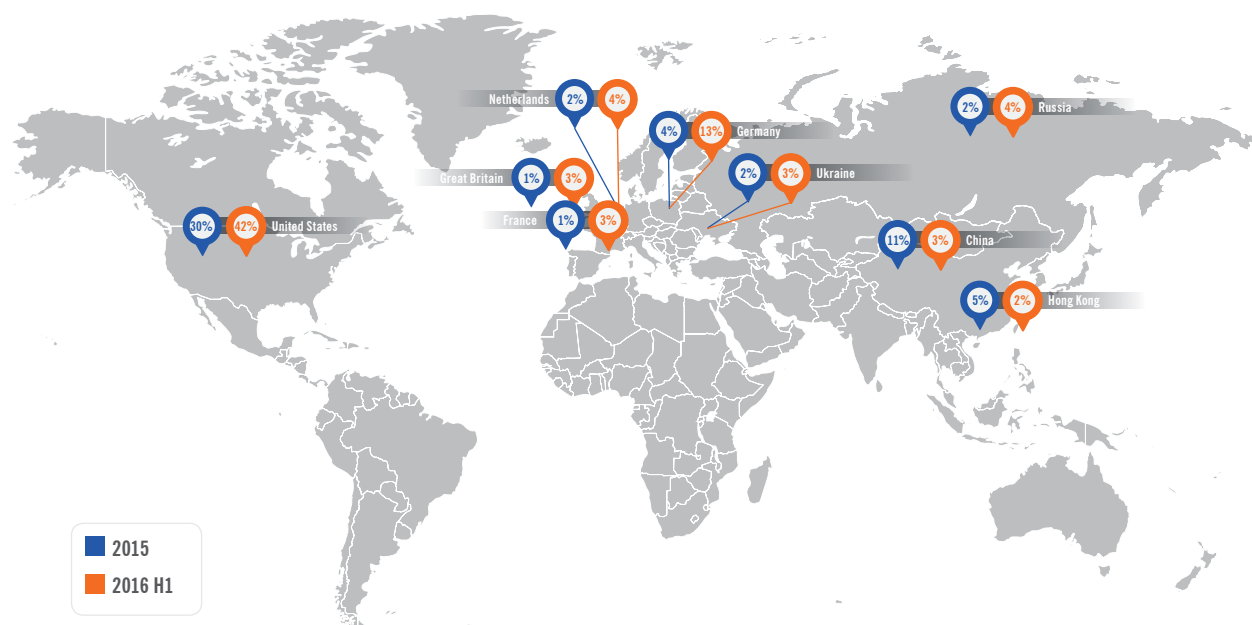 Netherlands 2% 4%
2% 4% Russia
4% 13% Germany
Great Britain 1% 3%
2% 3% Ukraine
France 1% 3%
30% 42% United States
11% 3% China
5% 2% Hong Kong
2015
2016 H1